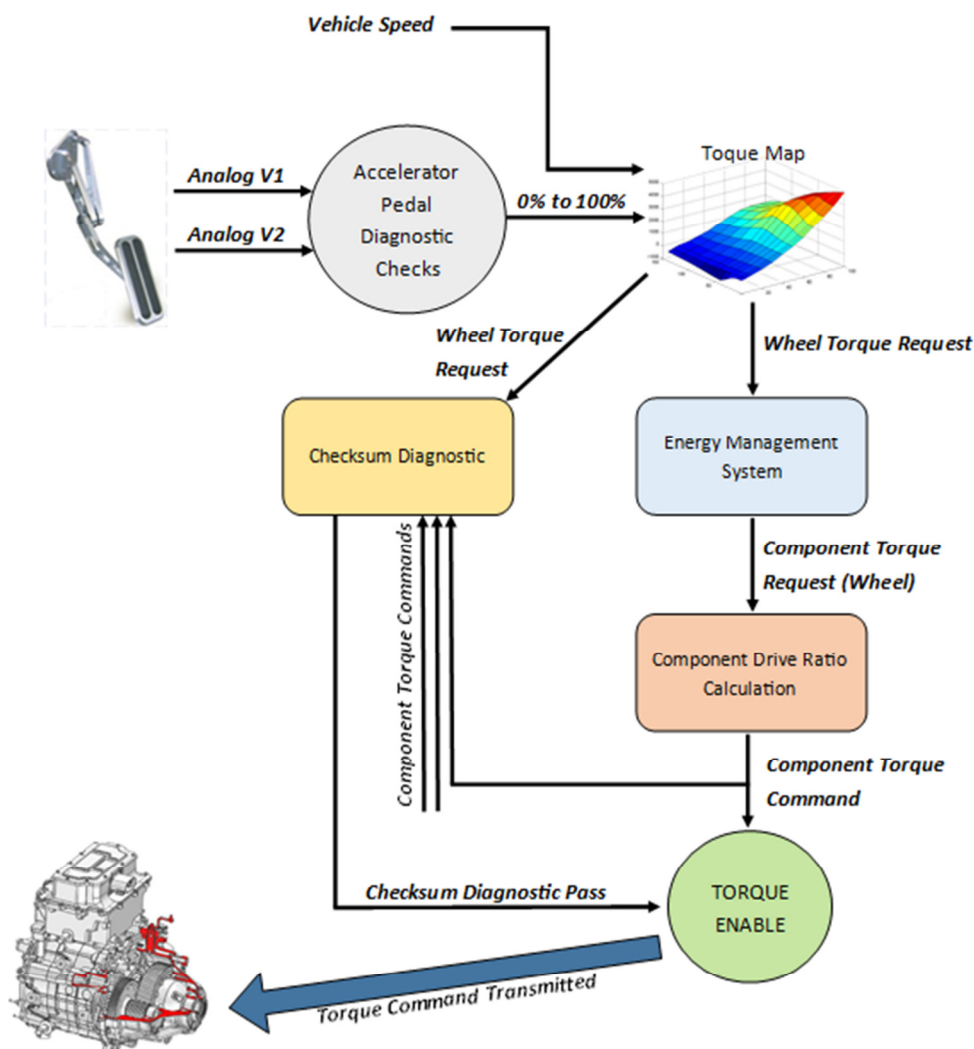 Vehicle Speed
Analog V1
Analog V2
Accelerator
Pedal
Diagnostic
Checks
0% to 100%
Toque Map
Wheel Torque
Request
Wheel Torque Request
Checksum Diagnostic
Energy Management
System
Component Torque Commands
Component Torque
Request (Wheel)
Component Drive Ratio
Calculation
Component Torque
Command
Checksum Diagnostic Pass
TORQUE
ENABLE
Torque Command Transmitted